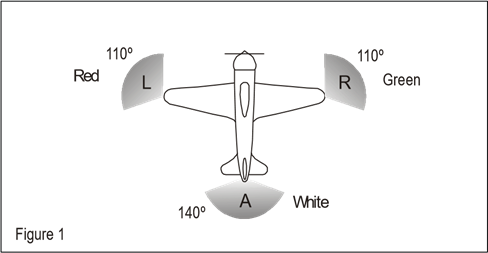 110º
110º
Red
L
R
Green
A
140º
White
Figure 1